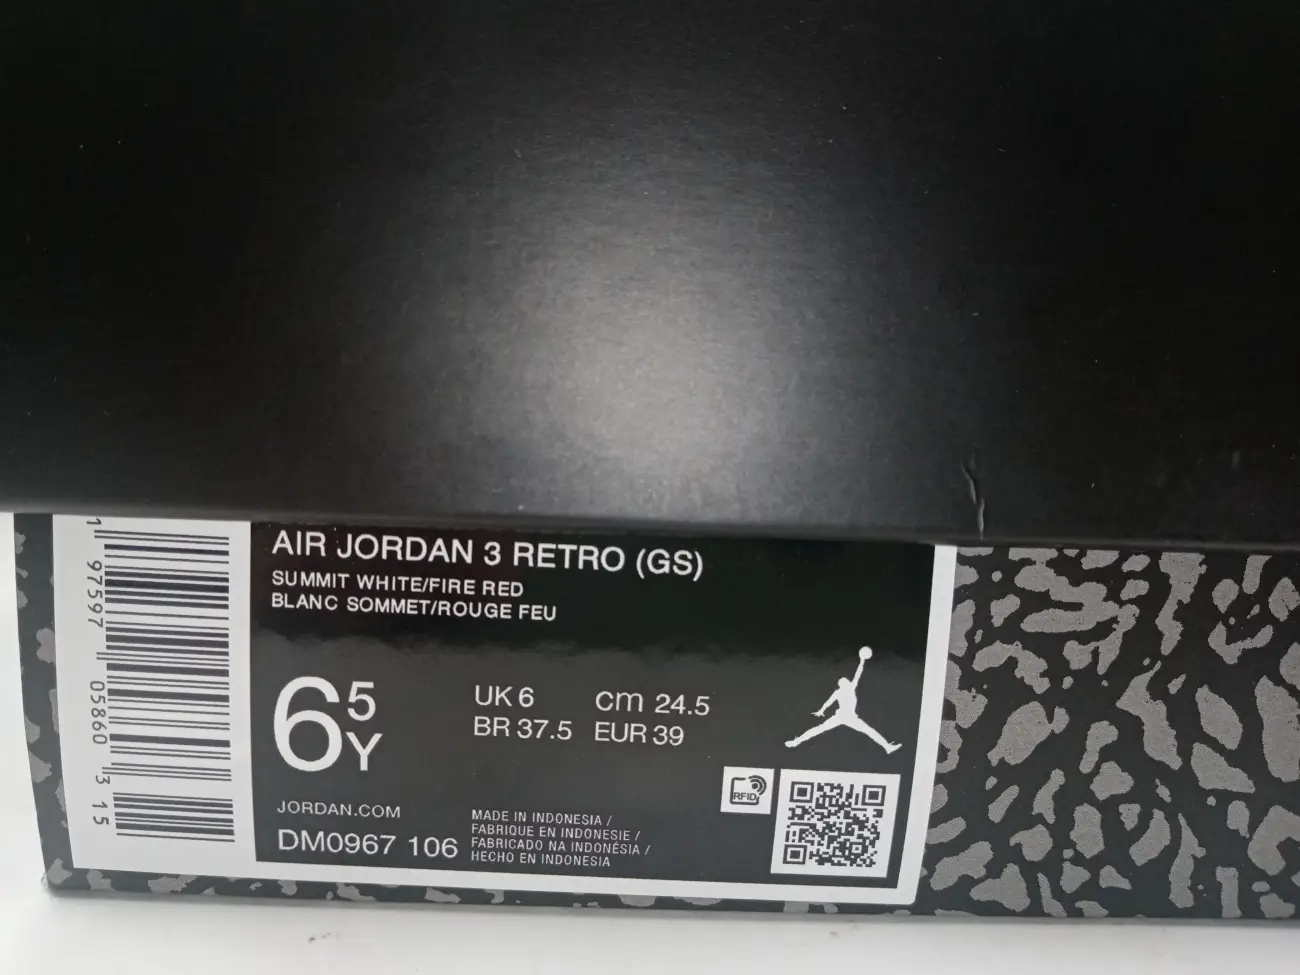 AIR JORDAN 3 RETRO (GS)
SUMMIT WHITE/FIRE RED
BLANC SOMMET/ROUGE FEU
6 5 Y
UK 6 cm 24.5
BR 37.5 EUR 39
RFID
JORDAN.COM
DM0967 106
MADE IN INDONESIA /
FABRIQUE EN INDONESIE /
FABRICADO NA INDONÉSIA /
HECHO EN INDONESIA
1 97597 05860 3 15